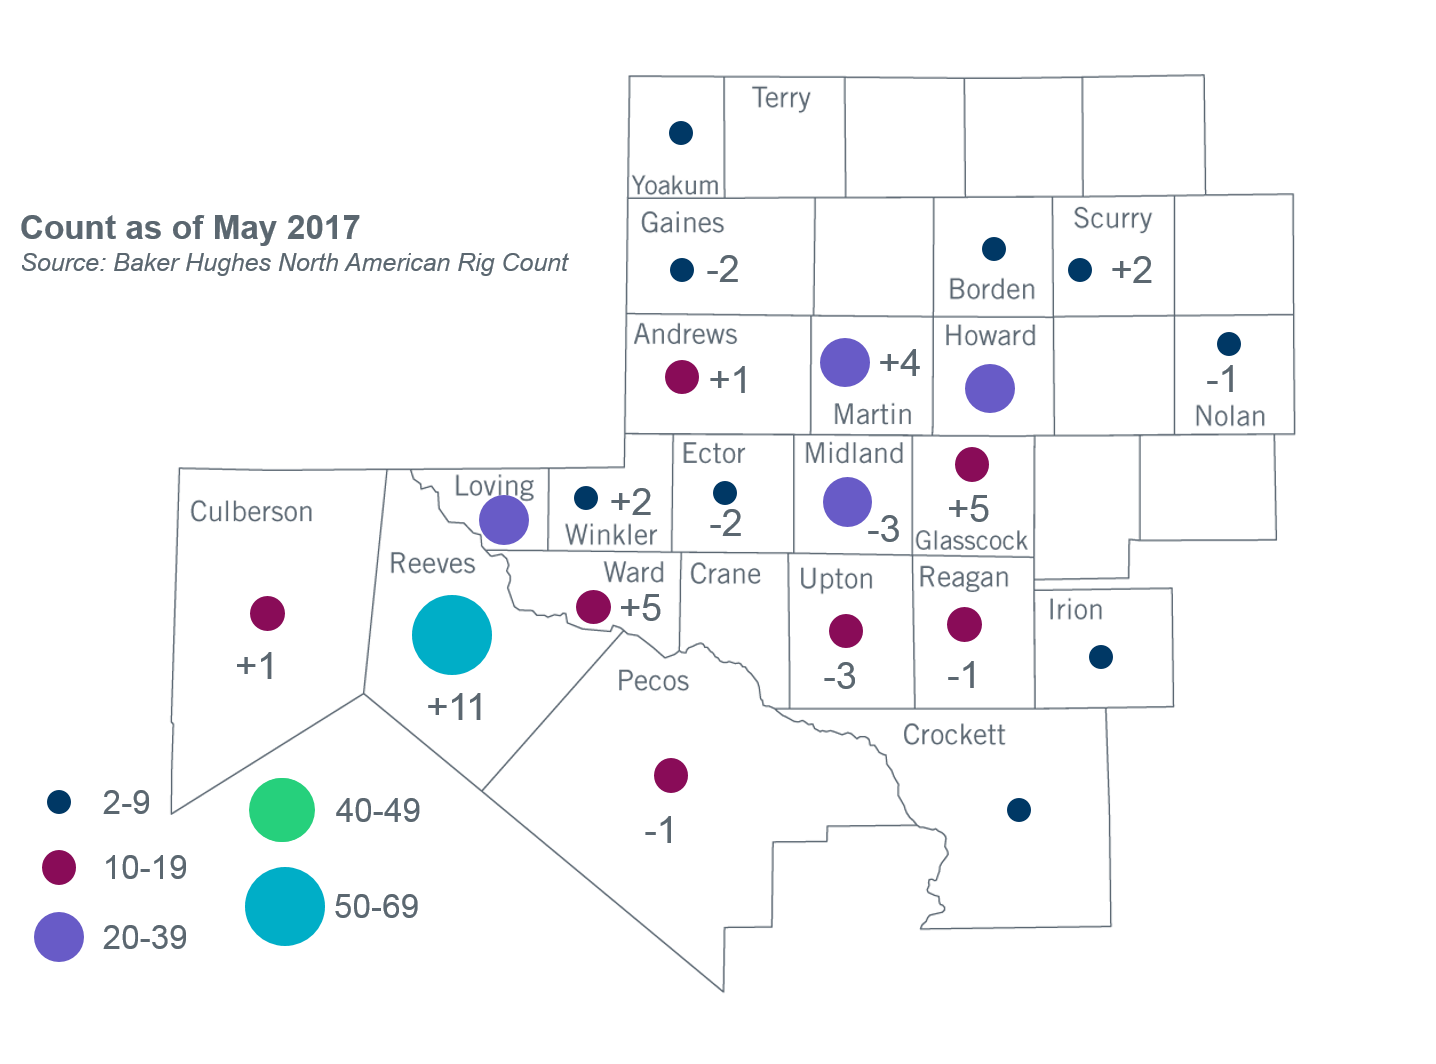 Terry
Yoakum
Count as of May 2017
Source: Baker Hughes North American Rig Count
Gaines
-2
Borden
Scurry
+2
Andrews
+1
+4
Martin
Howard
-1
Nolan
Culberson
+1
Loving
+2
Winkler
Ector
-2
Midland
-3
+5
Glasscock
Reeves
+11
Ward
+5
Crane
Upton
-3
Reagan
-1
Irion
Pecos
-1
Crockett
2-9
10-19
20-39
40-49
50-69